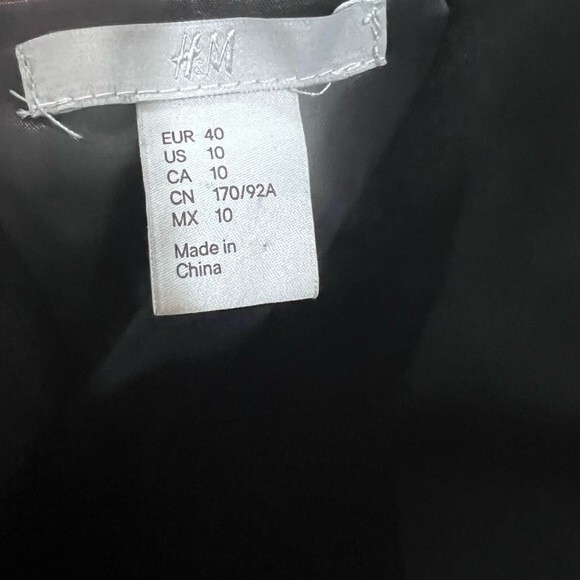 H&M
EUR 40
US 10
CA 10
CN 170/92A
MX 10
Made in
China